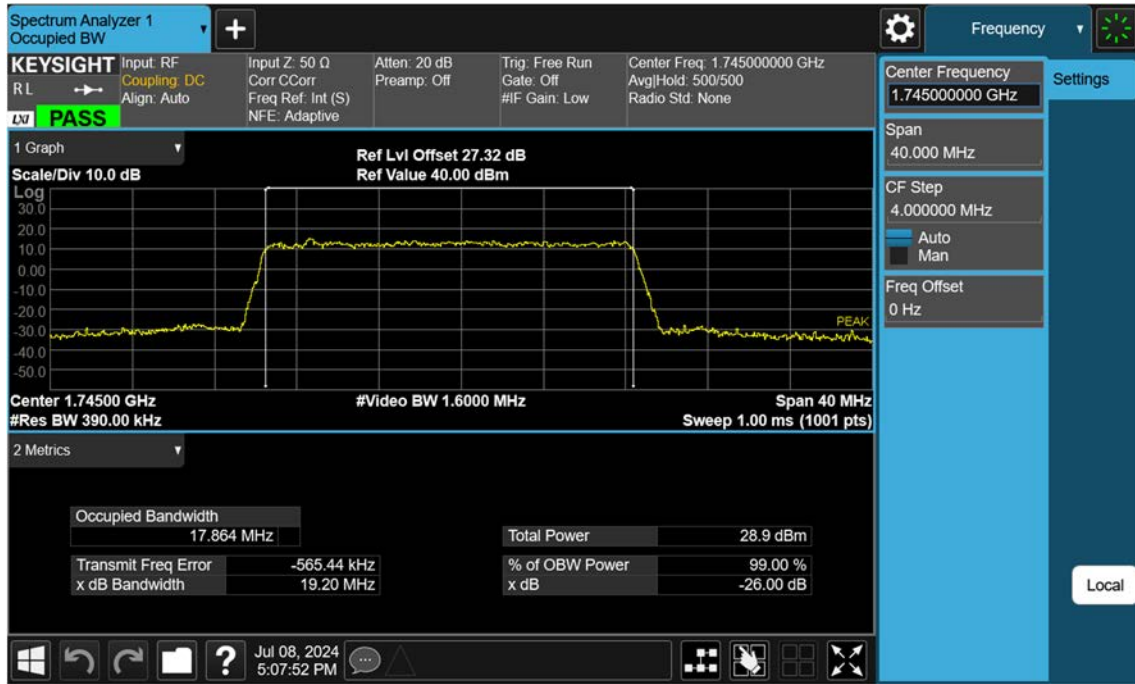 Spectrum Analyzer 1
Occupied BW
+
Frequency
KEYSIGHT
R L
LXI
PASS
Input: RF
Coupling: DC
Align: Auto
Input Z: 50 Ω
Corr CCorr
Freq Ref: Int (S)
NFE: Adaptive
Atten: 20 dB
Preamp: Off
Trig: Free Run
Gate: Off
#IF Gain: Low
Center Freq: 1.745000000 GHz
Avg|Hold: 500/500
Radio Std: None
Center Frequency
1.745000000 GHz
Settings
Span
40.000 MHz
CF Step
4.000000 MHz
Auto
Man
Freq Offset
0 Hz
Local
1 Graph
Scale/Div 10.0 dB
Ref Lvl Offset 27.32 dB
Ref Value 40.00 dBm
Log
30.0
20.0
10.0
0.00
-10.0
-20.0
-30.0
-40.0
-50.0
PEAK
Center 1.74500 GHz
#Video BW 1.6000 MHz
Span 40 MHz
#Res BW 390.00 kHz
Sweep 1.00 ms (1001 pts)
2 Metrics
Occupied Bandwidth
17.864 MHz
Total Power 28.9 dBm
Transmit Freq Error -565.44 kHz
% of OBW Power 99.00 %
x dB Bandwidth 19.20 MHz
x dB -26.00 dB
?
Jul 08, 2024
5:07:52 PM